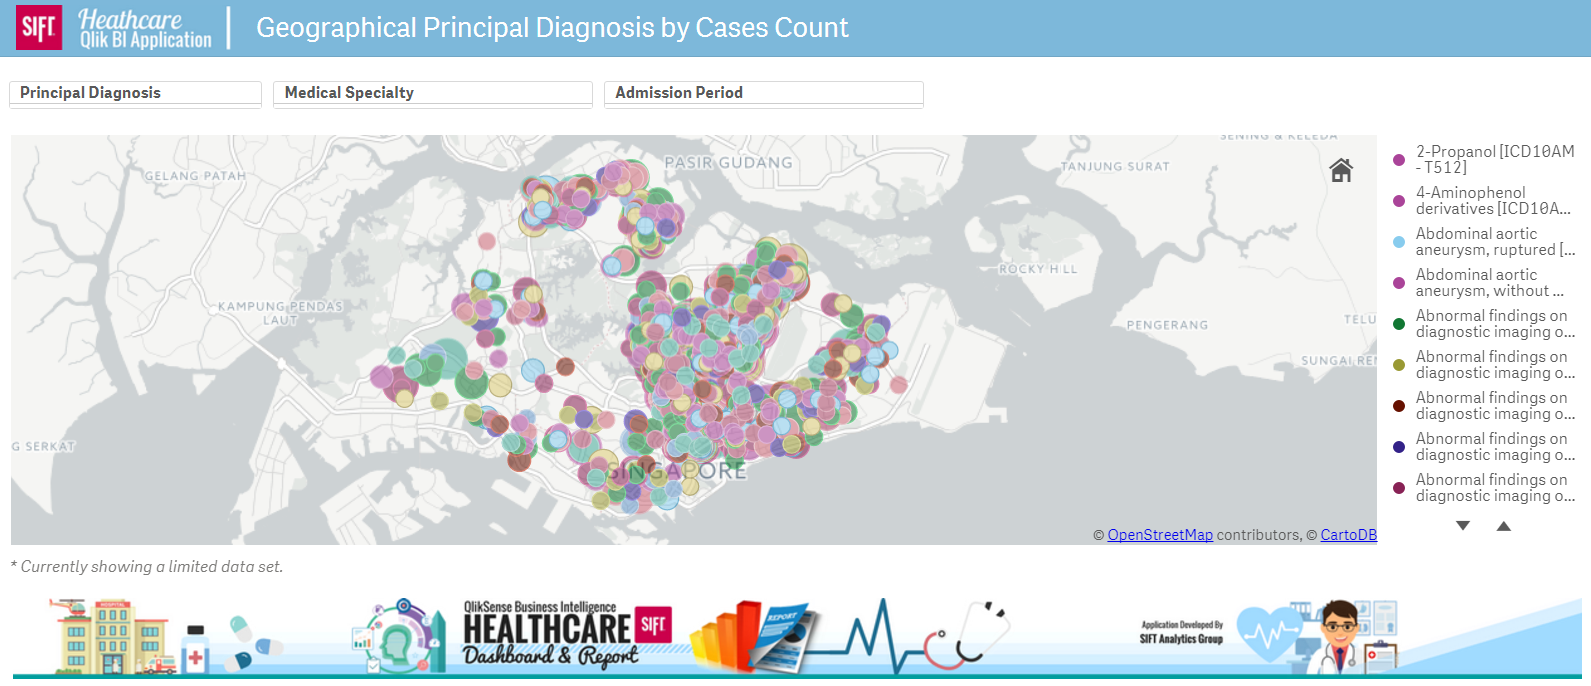 SIFT
Heathcare
Qlik BI Application
Geographical Principal Diagnosis by Cases Count
Principal Diagnosis
Medical Specialty
Admission Period
SENING & KELEDA
PASIR GUDANG
TANJUNG SURAT
GELANG PATAH
ROCKY HILL
KAMPUNG PENDAS
LAUT
PENGERANG
TELU
SUNGAI REN
G SERKAT
SINGAPORE
© OpenStreetMap contributors, © CartoDB
2-Propanol [ICD10AM
- T512]
4-Aminophenol
derivatives [ICD10A...
Abdominal aortic
aneurysm, ruptured [...
Abdominal aortic
aneurysm, without ...
Abnormal findings on
diagnostic imaging o...
Abnormal findings on
diagnostic imaging o...
Abnormal findings on
diagnostic imaging o...
Abnormal findings on
diagnostic imaging o...
Abnormal findings on
diagnostic imaging o...
* Currently showing a limited data set.
HOSPITAL
QlikSense Business Intelligence
HEALTHCARE SIFT
Dashboard & Report
REPORT
Application Developed By
SIFT Analytics Group